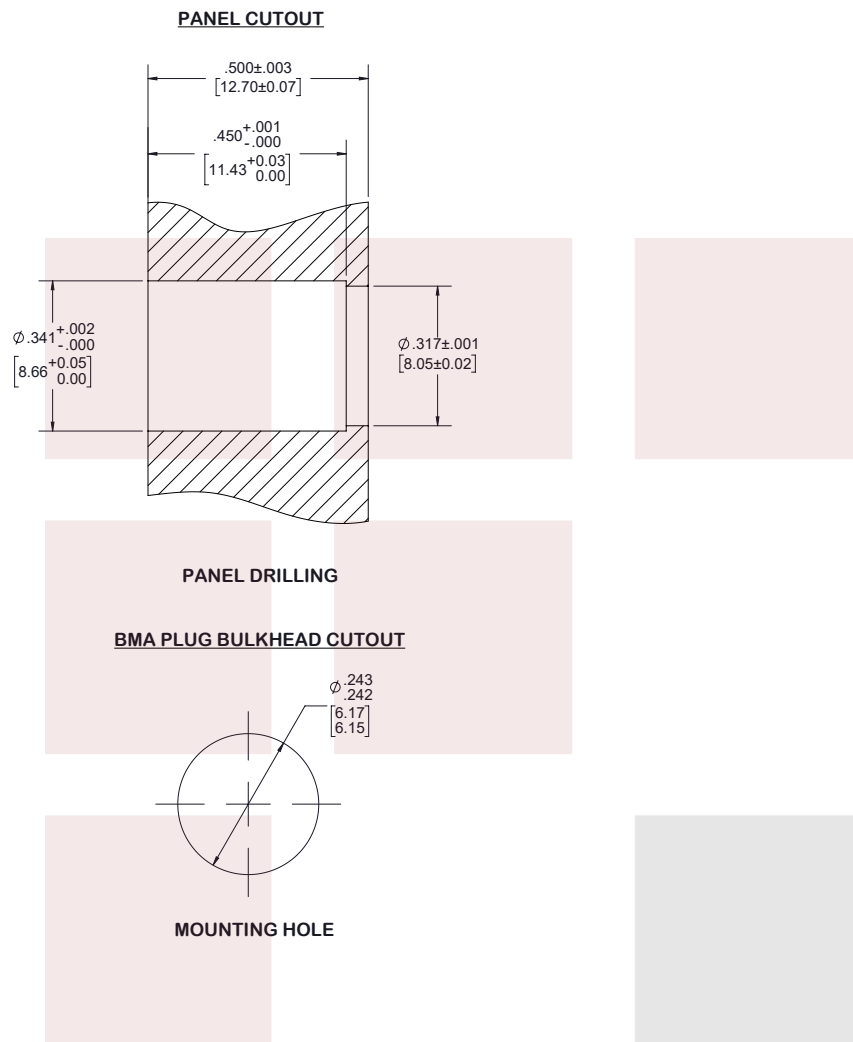 PANEL CUTOUT
.500±.003
[12.70±0.07]
.450 +.001
-.000
[11.43 +0.03
0.00]
Ø.341 +.002
-.000
[8.66 +0.05
0.00]
Ø.317±.001
[8.05±0.02]
PANEL DRILLING
BMA PLUG BULKHEAD CUTOUT
Ø .243
.242
[6.17
6.15]
MOUNTING HOLE